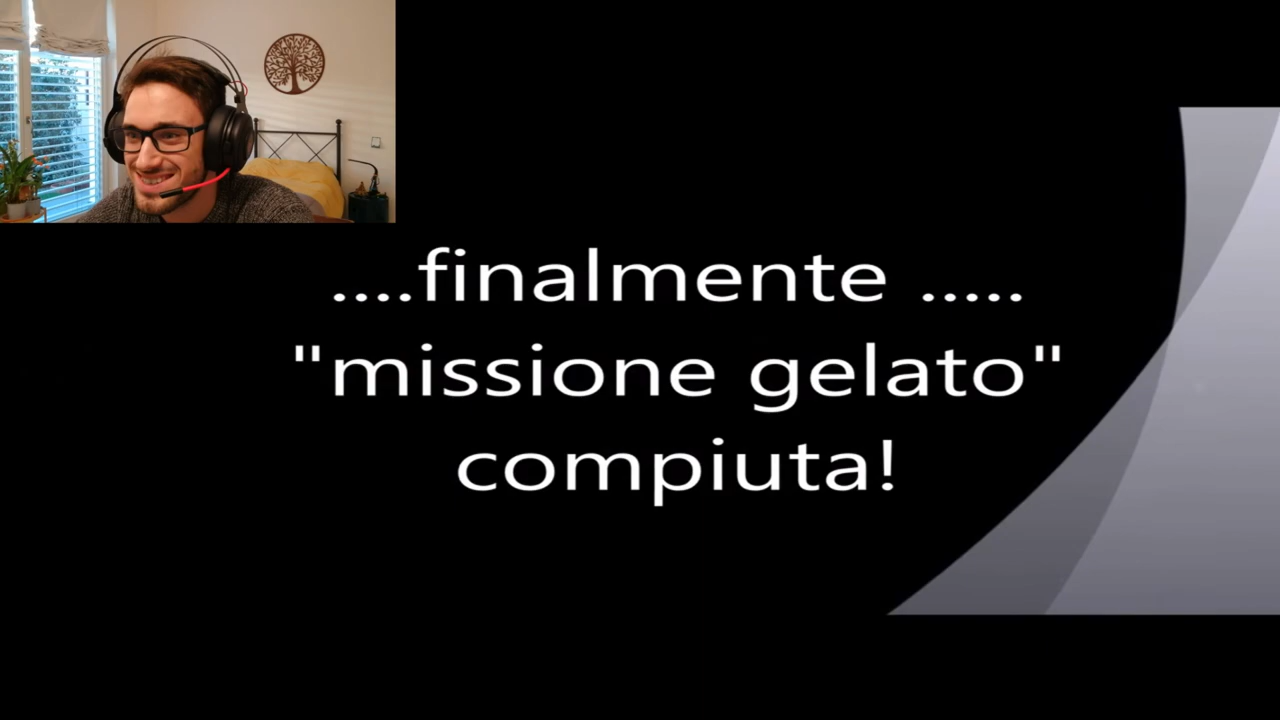 ....finalmente .....
"missione gelato"
compiuta!